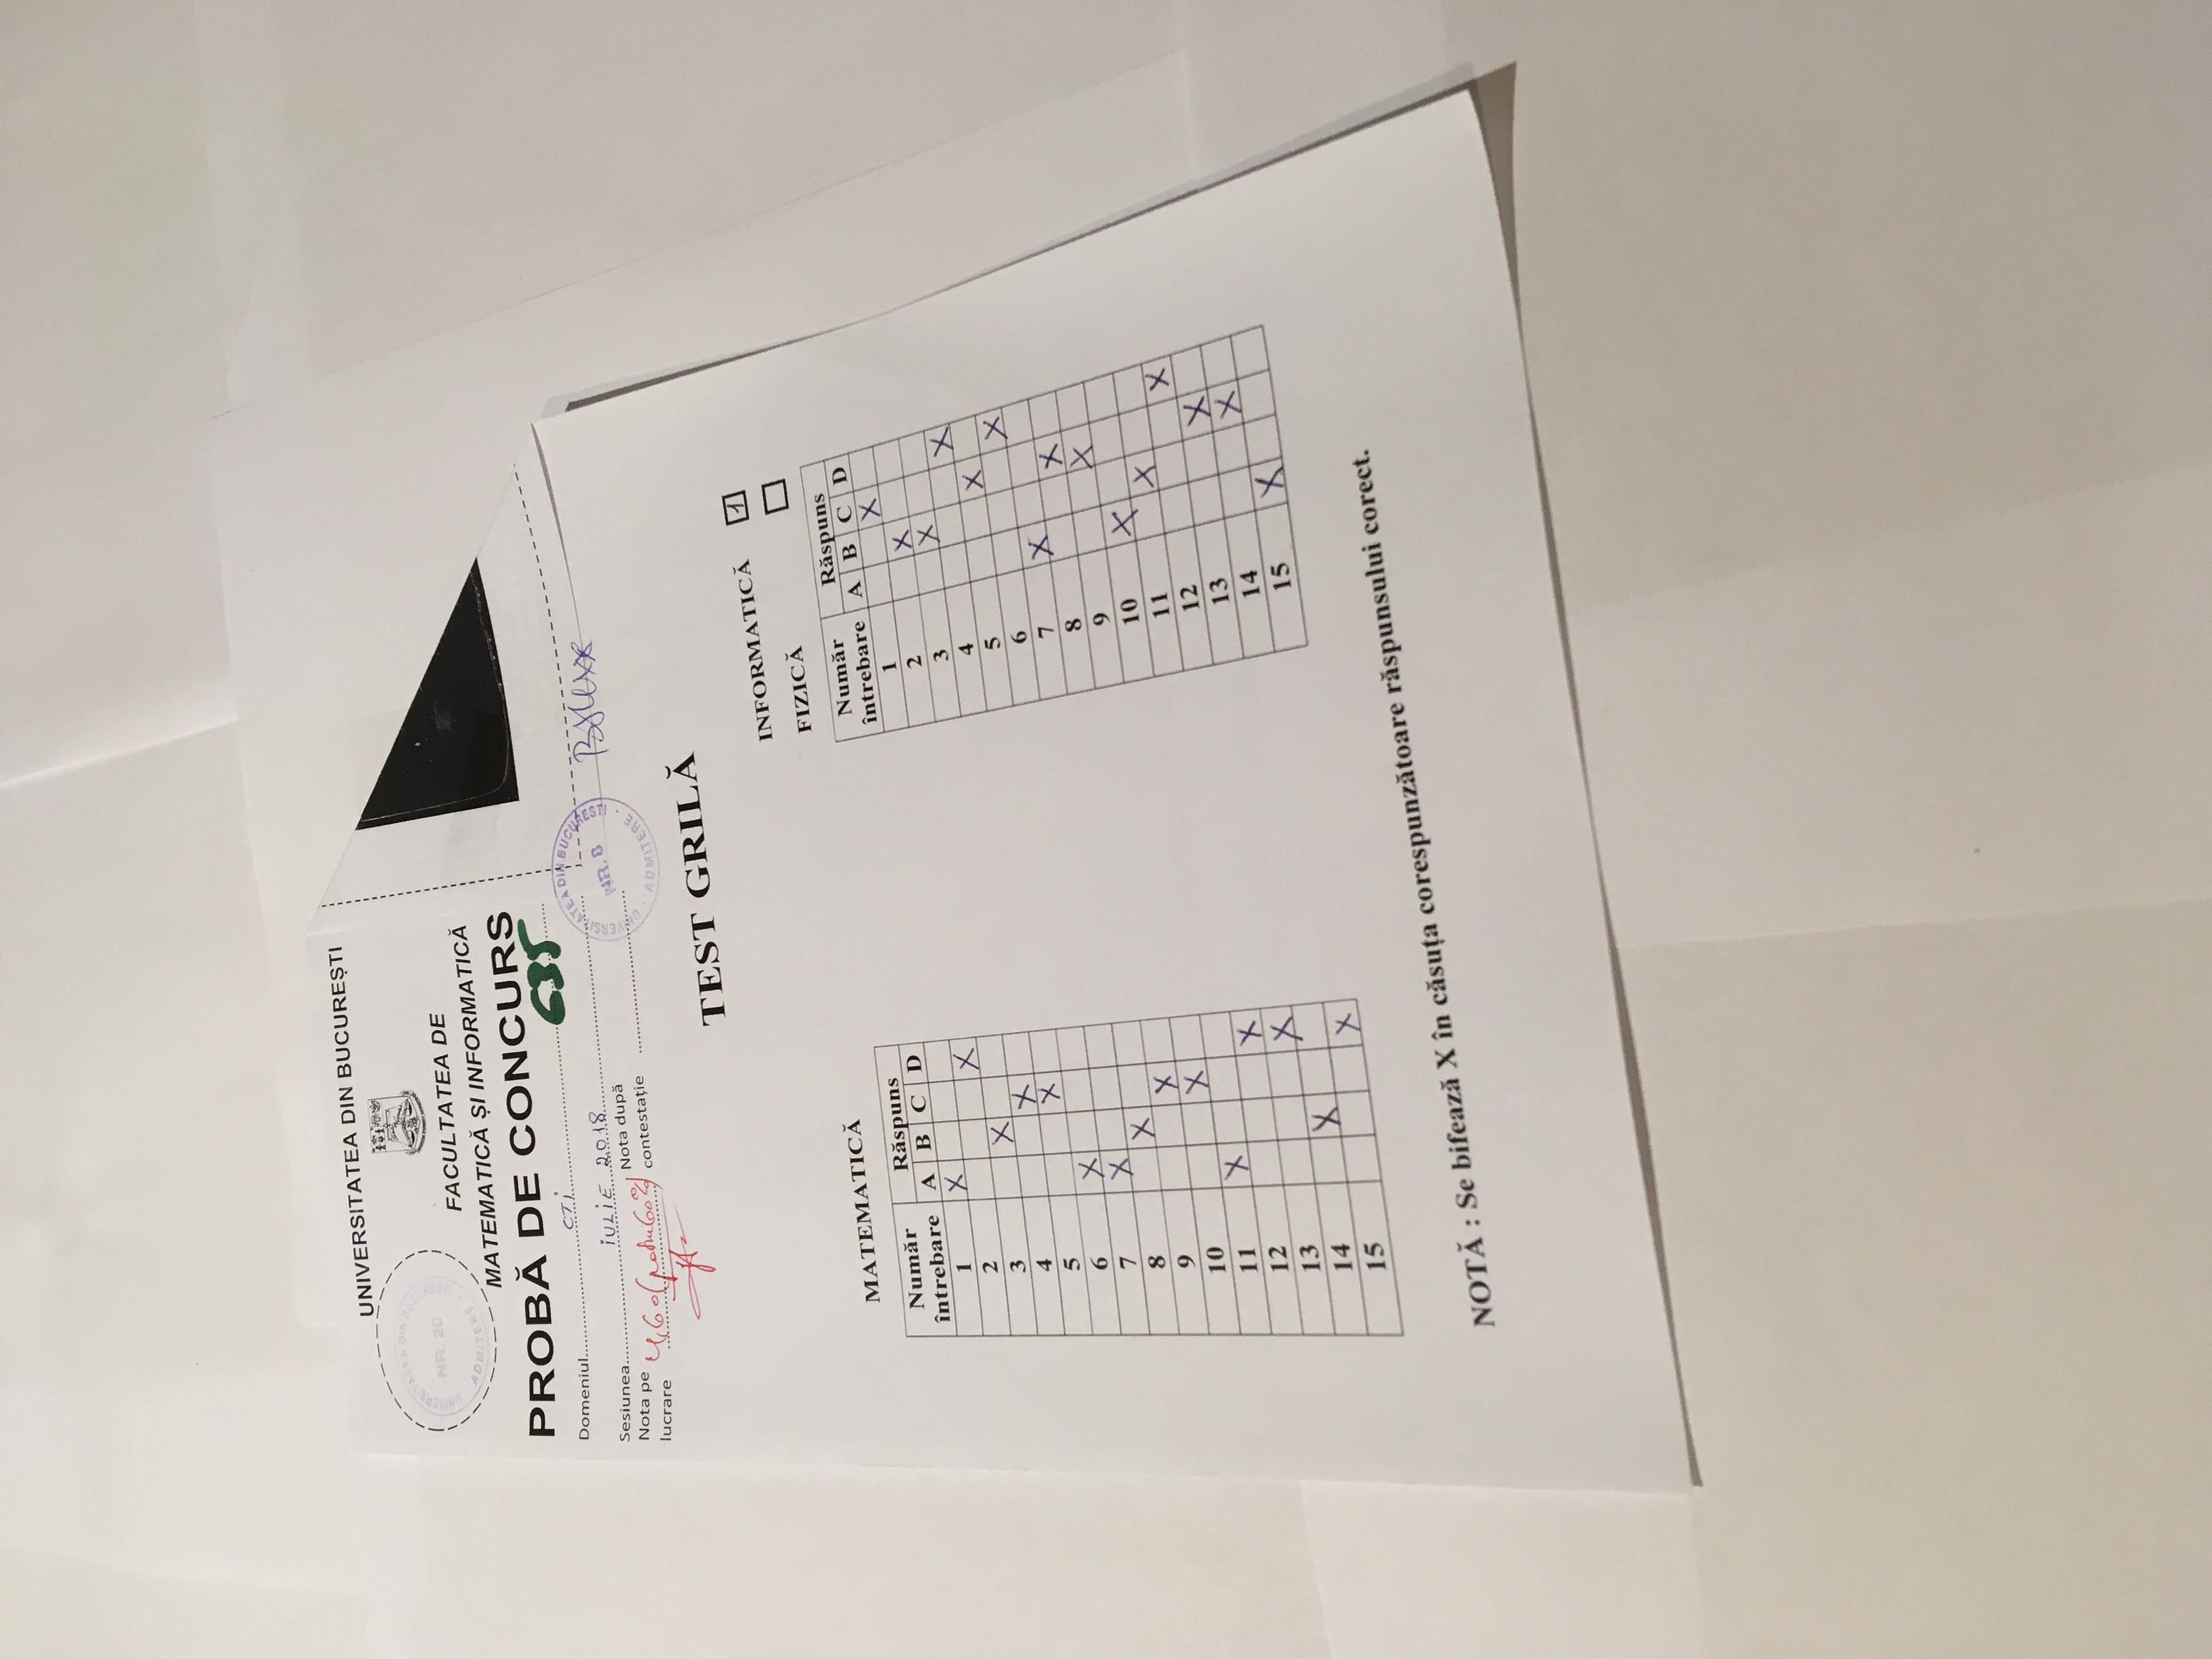 UNIVERSITATEA DIN BUCUREȘTI
UNIVERSITATEA DIN BUCUREȘTI
NR. 20
ADMITERE
FACULTATEA DE
MATEMATICĂ ȘI INFORMATICĂ
PROBĂ DE CONCURS
635
Domeniul CTi
Sesiunea iULiE 2018
Nota pe lucrare 4,60 (patru 60%)
Nota după contestație
UNIVERSITATEA DIN BUCUREȘTI
NR. 8
ADMITERE
TEST GRILĂ
MATEMATICĂ
Număr întrebare Răspuns
A B C D
1 X
2 X
3 X
4 X
5 X
6 X
7 X
8 X
9 X
10 X
11 X
12 X
13 X
14 X
15 X
INFORMATICĂ 1
FIZICĂ
Număr întrebare Răspuns
A B C D
1 X
2 X
3 X
4 X
5 X
6 X
7 X
8 X
9 X
10 X
11 X
12 X
13 X
14 X
15 X
NOTĂ : Se bifează X în căsuța corespunzătoare răspunsului corect.